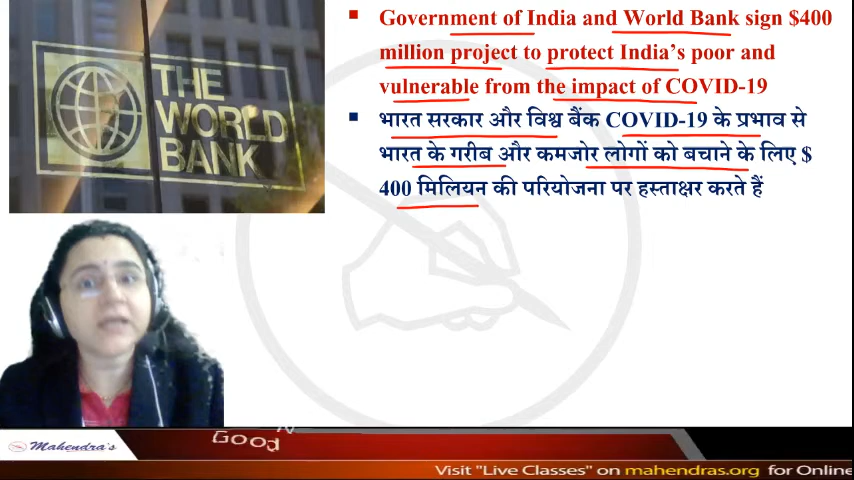 THE
WORLD
BANK
Government of India and World Bank sign $400
million project to protect India's poor and
vulnerable from the impact of COVID-19
भारत सरकार और विश्व बैंक COVID-19 के प्रभाव से
भारत के गरीब और कमजोर लोगों को बचाने के लिए $
400 मिलियन की परियोजना पर हस्ताक्षर करते हैं
Mahendra's
GOOD N
Visit "Live Classes" on mahendras.org for Online